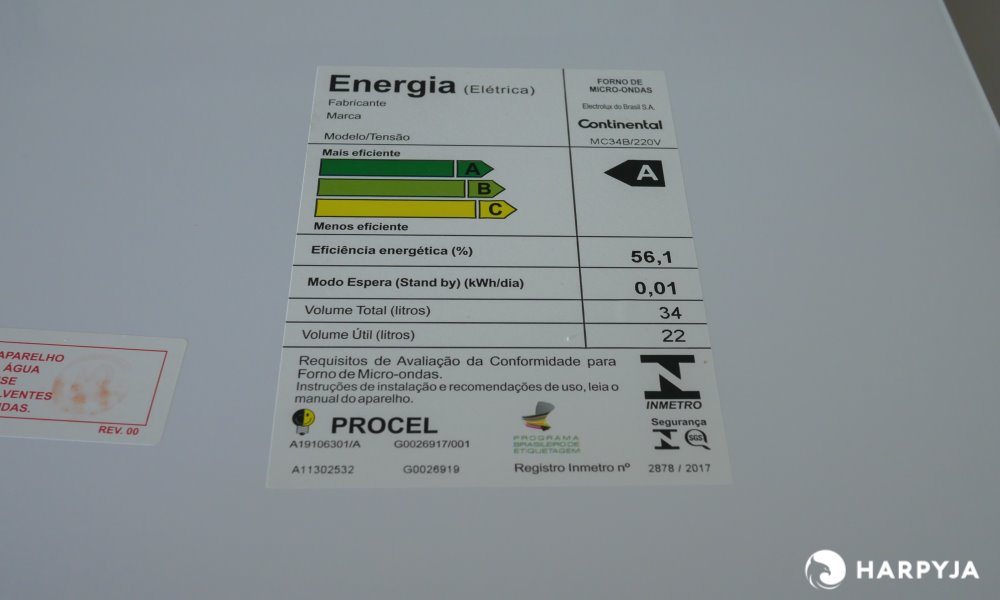 Energia (Elétrica)
Fabricante
Marca
Modelo/Tensão
FORNO DE
MICRO-ONDAS
Electrolux do Brasil S.A.
Continental
MC34B/220V
Mais eficiente
A
B
C
Menos eficiente
A
Eficiência energética (%) 56,1
Modo Espera (Stand by) (kWh/dia) 0,01
Volume Total (litros) 34
Volume Útil (litros) 22
Requisitos de Avaliação da Conformidade para
Forno de Micro-ondas.
Instruções de instalação e recomendações de uso, leia o
manual do aparelho.
PROCEL
PROGRAMA
BRASILEIRO DE
ETIQUETAGEM
INMETRO
Segurança
SGS
A19106301/A G0026917/001
A11302532 G0026919 Registro Inmetro nº 2878 / 2017
APARELHO
ÁGUA
SE
LVENTES
NDAS.
REV. 00
HARPYJA